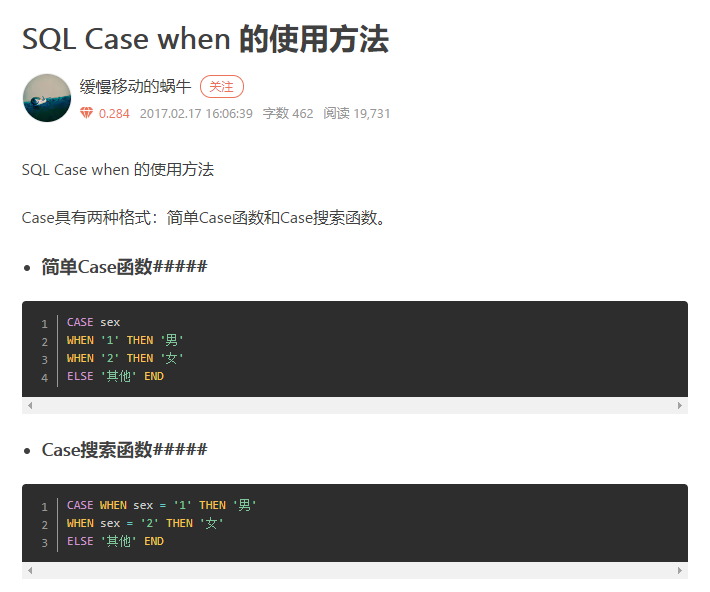 SQL Case when 的使用方法
缓慢移动的蜗牛 关注
0.284 2017.02.17 16:06:39 字数 462 阅读 19,731
SQL Case when 的使用方法
Case具有两种格式：简单Case函数和Case搜索函数。
• 简单Case函数#####
1 CASE sex
2 WHEN '1' THEN '男'
3 WHEN '2' THEN '女'
4 ELSE '其他' END
• Case搜索函数#####
1 CASE WHEN sex = '1' THEN '男'
2 WHEN sex = '2' THEN '女'
3 ELSE '其他' END